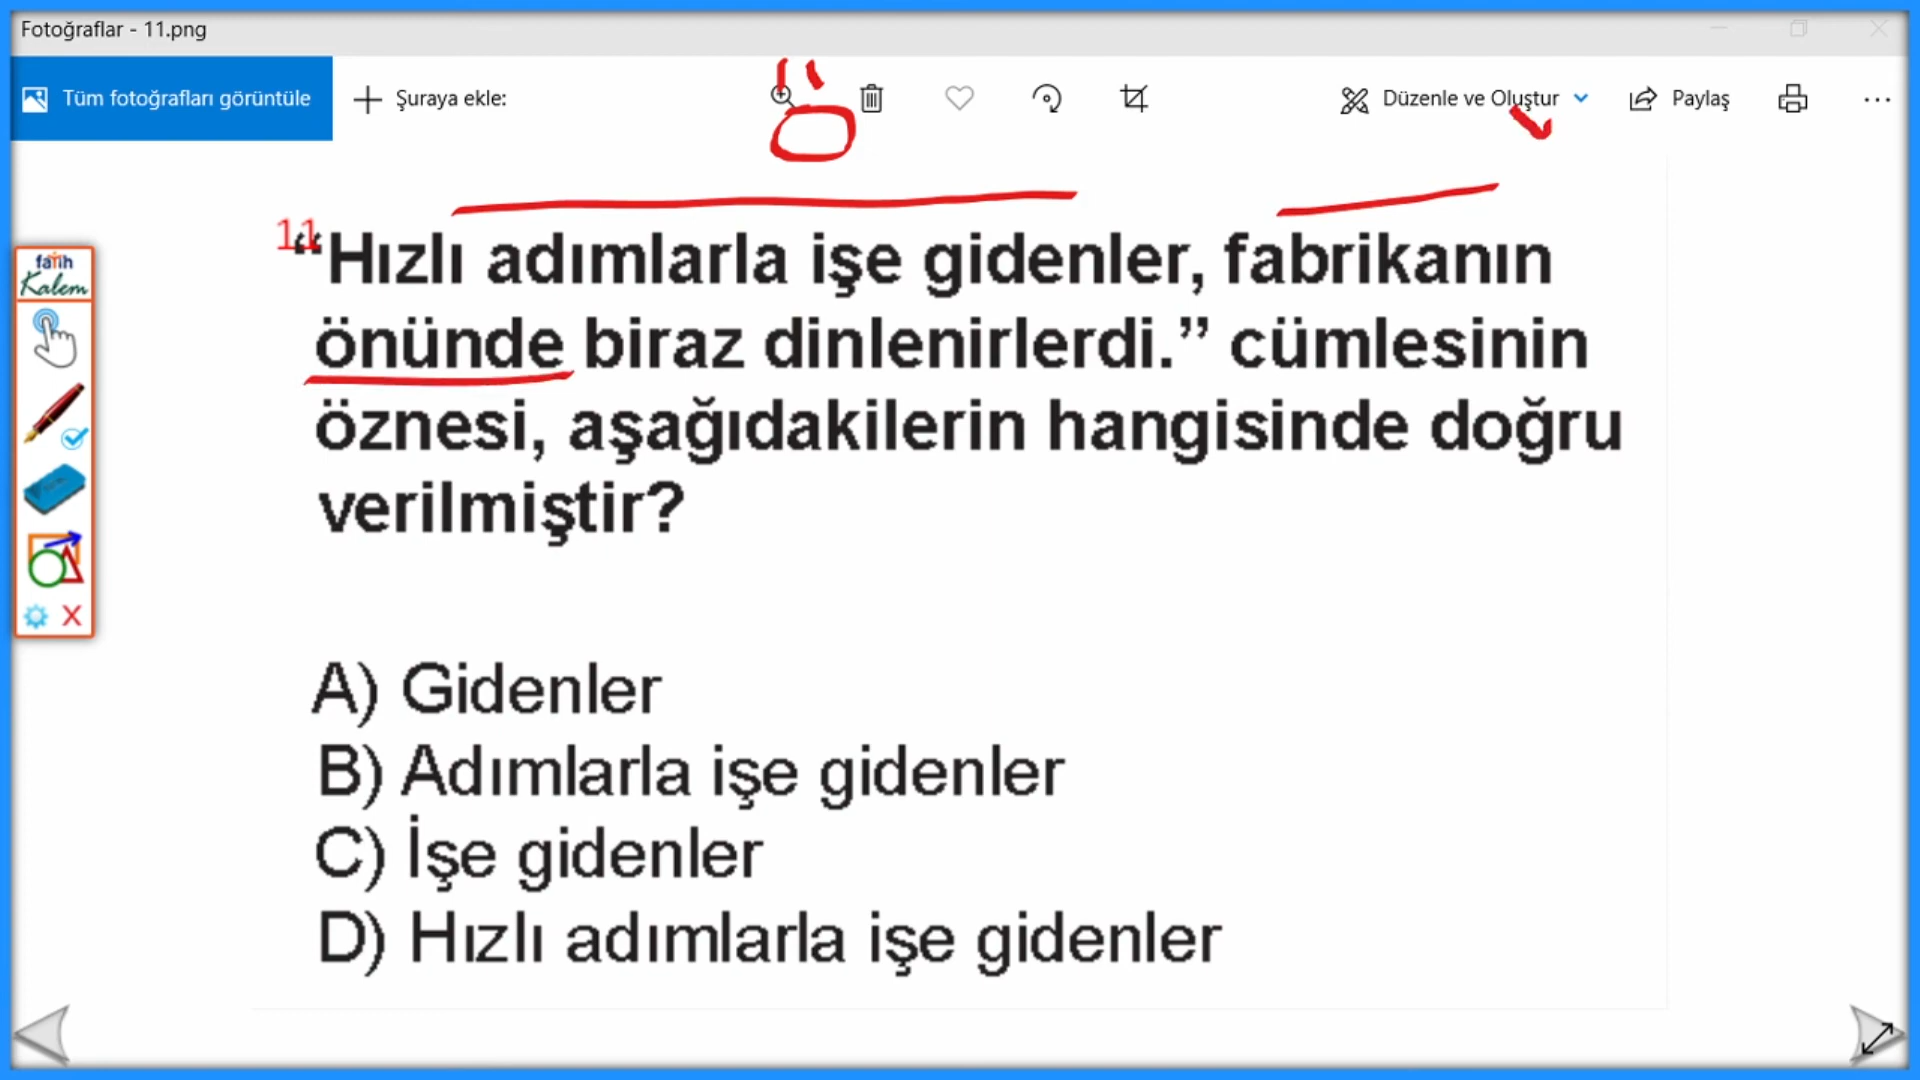 Fotoğraflar - 11.png
Tüm fotoğrafları görüntüle
Şuraya ekle:
Düzenle ve Oluştur
Paylaş
fatih
Kalem
11
“Hızlı adımlarla işe gidenler, fabrikanın
önünde biraz dinlenirlerdi.” cümlesinin
öznesi, aşağıdakilerin hangisinde doğru
verilmiştir?
A) Gidenler
B) Adımlarla işe gidenler
C) İşe gidenler
D) Hızlı adımlarla işe gidenler